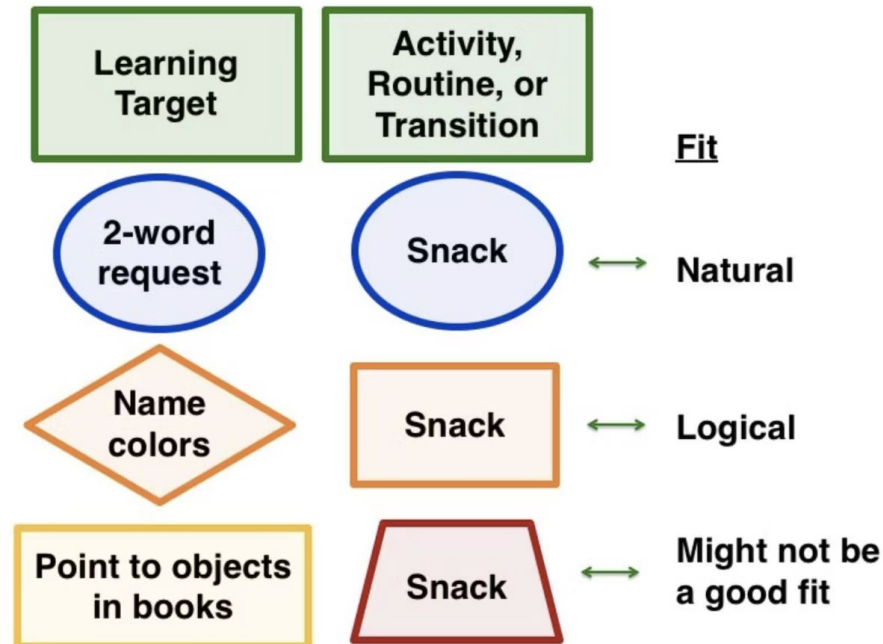 Learning
Target
Activity,
Routine, or
Transition
Fit
2-word
request
Snack
Natural
Name
colors
Snack
Logical
Point to objects
in books
Snack
Might not be
a good fit